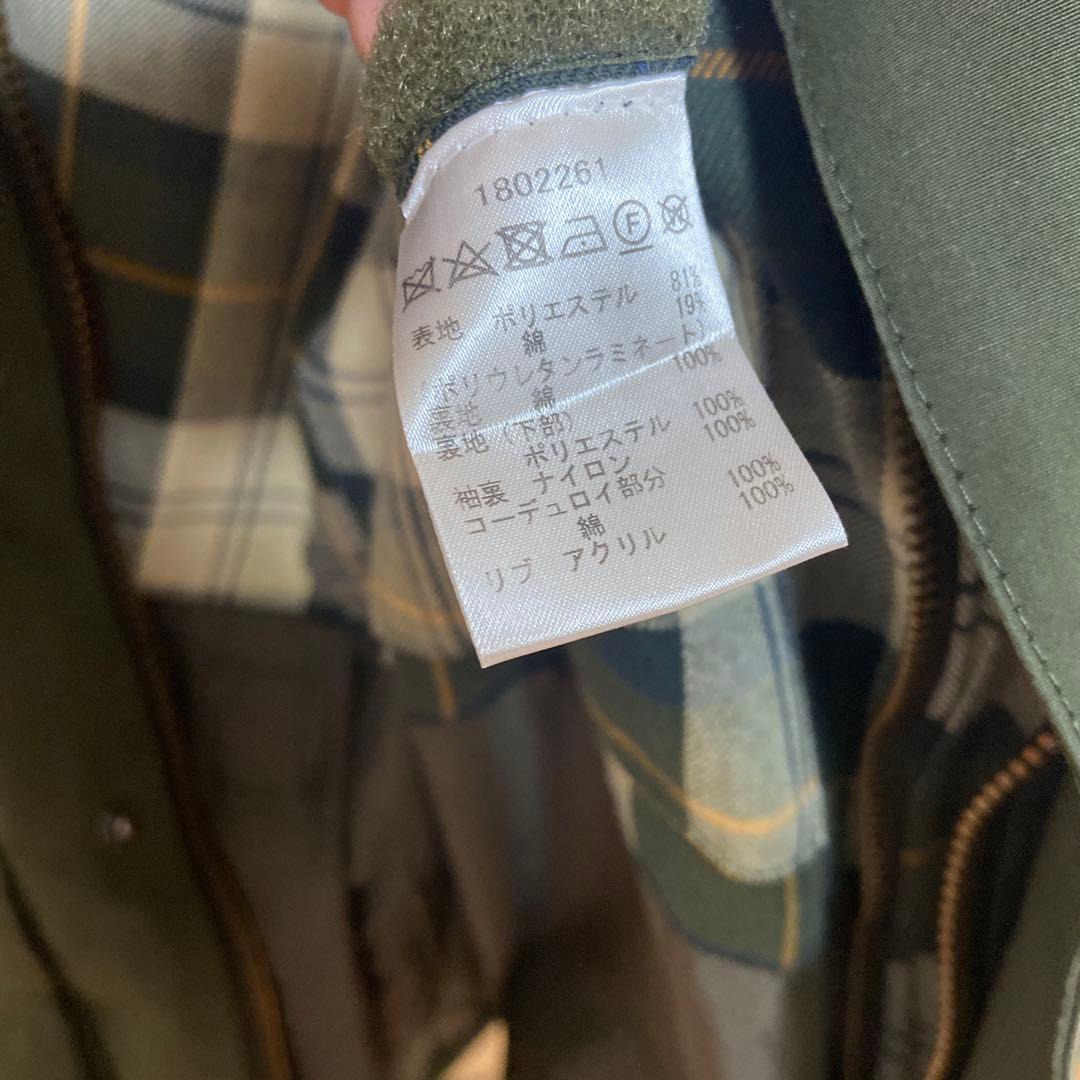 1802261
F
表地 ポリエステル 81%
綿 19%
(ポリウレタンラミネート)
裏地 綿 100%
裏地(下部)
ポリエステル 100%
袖裏 ナイロン 100%
コーデュロイ部分
綿 100%
リブ アクリル 100%